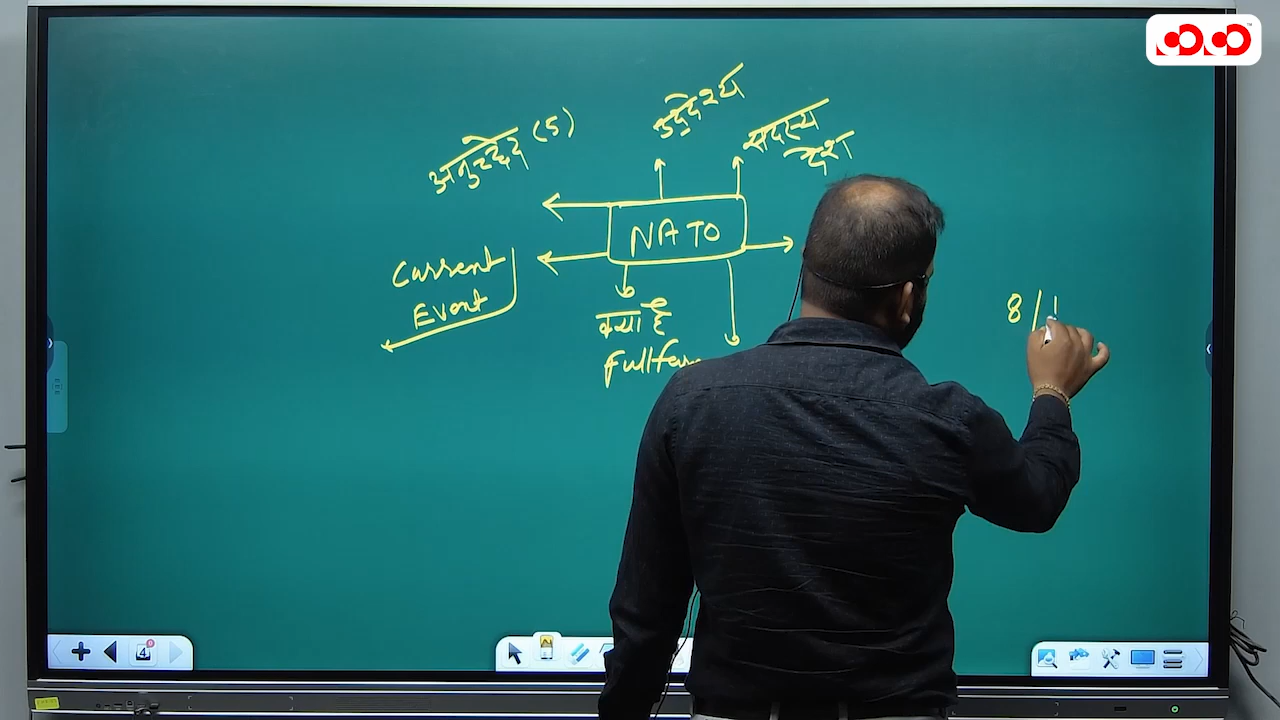 उद्देश्य
सदस्य
देश
अनुच्छेद (5)
NATO
Current
Event
क्या है
8/1